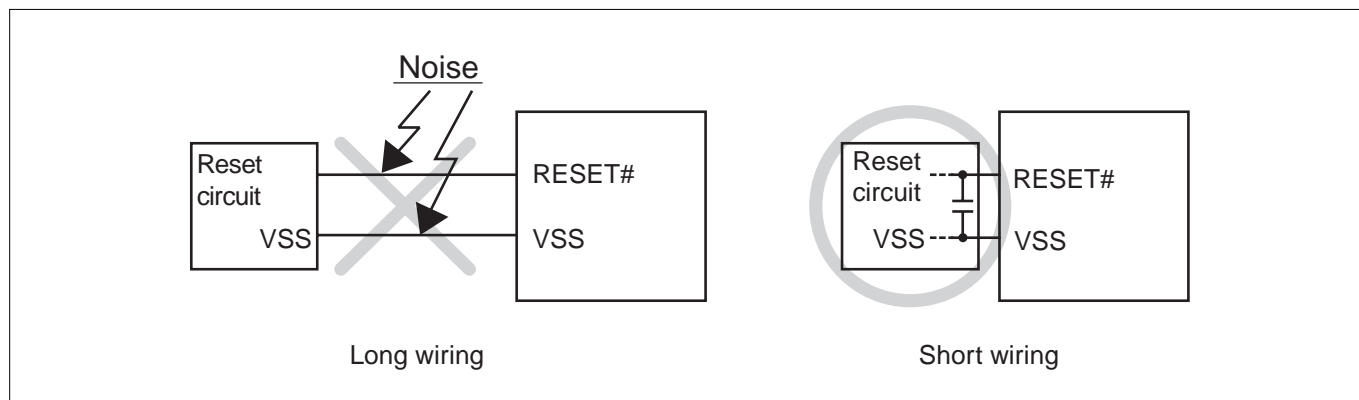 Noise
Reset
circuit
VSS
RESET#
VSS
Long wiring
Reset
circuit
VSS
RESET#
VSS
Short wiring